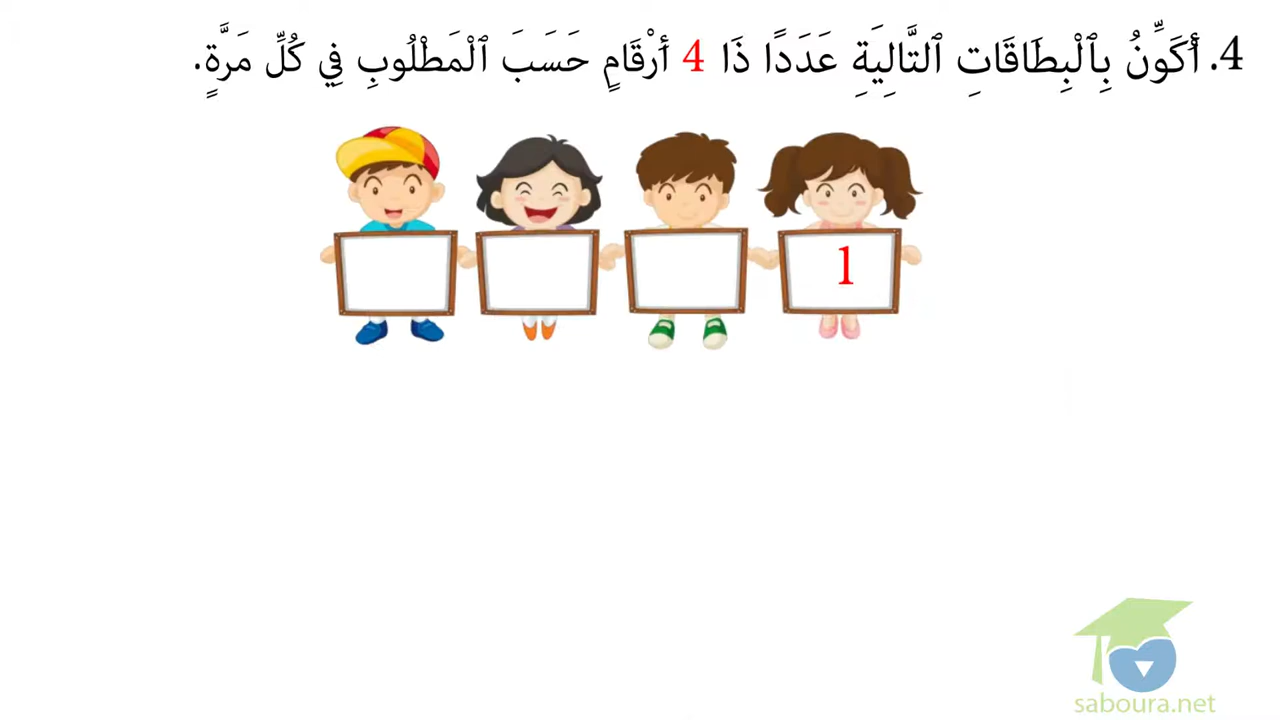 4. أُكَوِّنُ بِٱلْبِطَاقَاتِ ٱلتَّالِيَةِ عَدَدًا ذَا 4 أَرْقَامٍ حَسَبَ ٱلْمَطْلُوبِ فِي كُلِّ مَرَّةٍ.
1
saboura.net